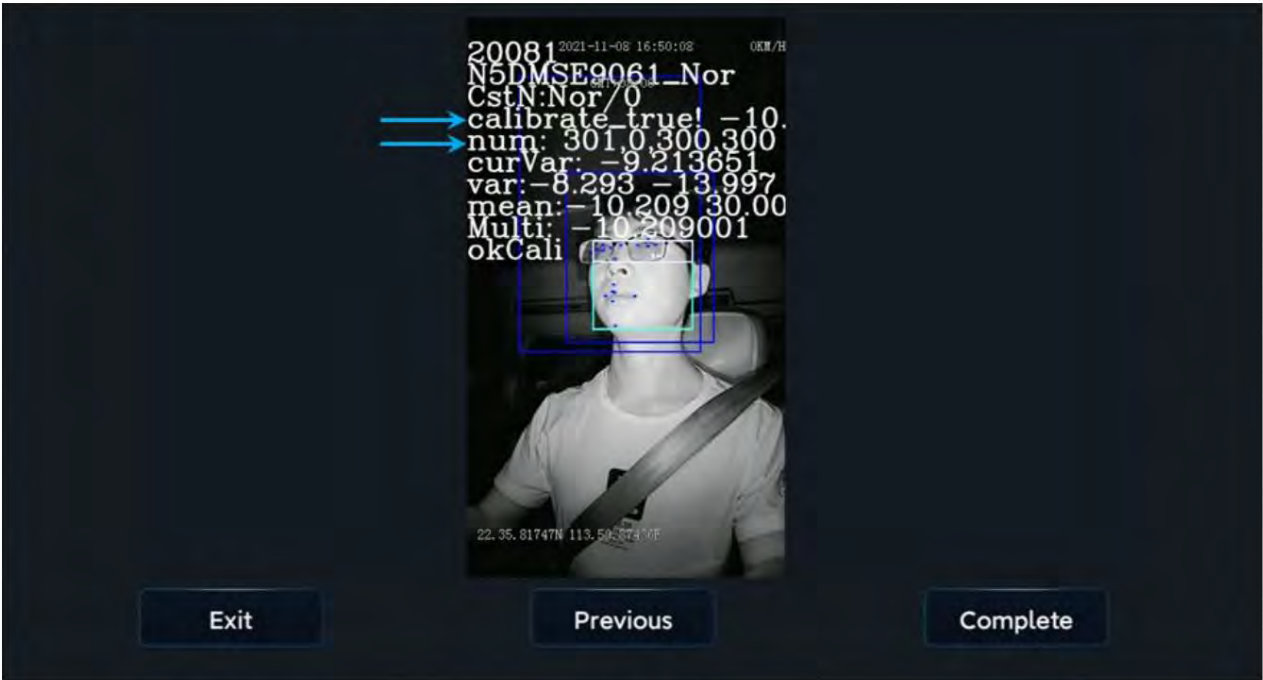 20081 2021-11-08 16:50:08 0KM/H
N5DMSE9061_Nor
CstN:Nor/0
calibrate_true! -10.
num: 301,0,300,300
curVar: -9.213651
var:-8.293 -13.997
mean:-10.209 30.00
Multi: -10.209001
okCali
22.35.81747N
Exit Previous Complete